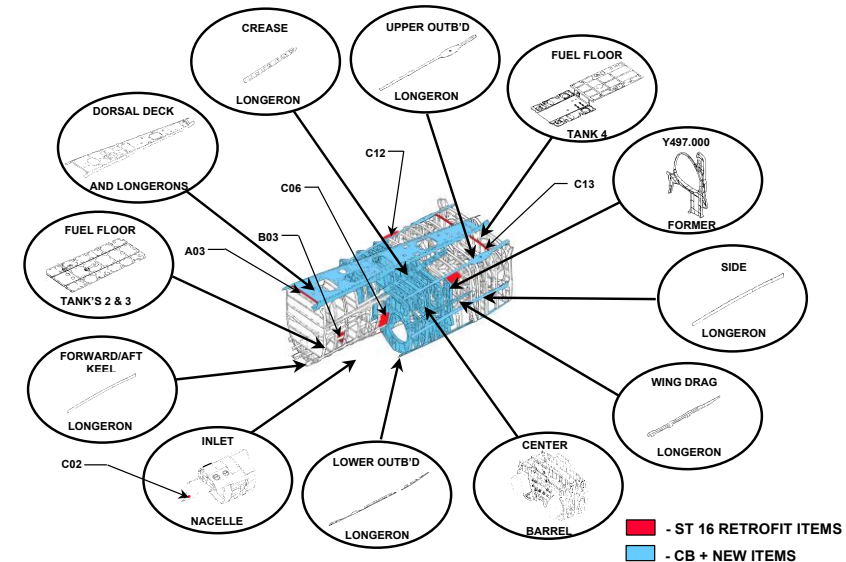 CREASE
LONGERON
UPPER OUTB'D
LONGERON
FUEL FLOOR
TANK 4
DORSAL DECK
AND LONGERONS
Y497.000
FORMER
C12
C06
C13
B03
A03
FUEL FLOOR
TANK'S 2 & 3
SIDE
LONGERON
FORWARD/AFT
KEEL
LONGERON
WING DRAG
LONGERON
C02
INLET
NACELLE
LOWER OUTB'D
LONGERON
CENTER
BARREL
- ST 16 RETROFIT ITEMS
- CB + NEW ITEMS